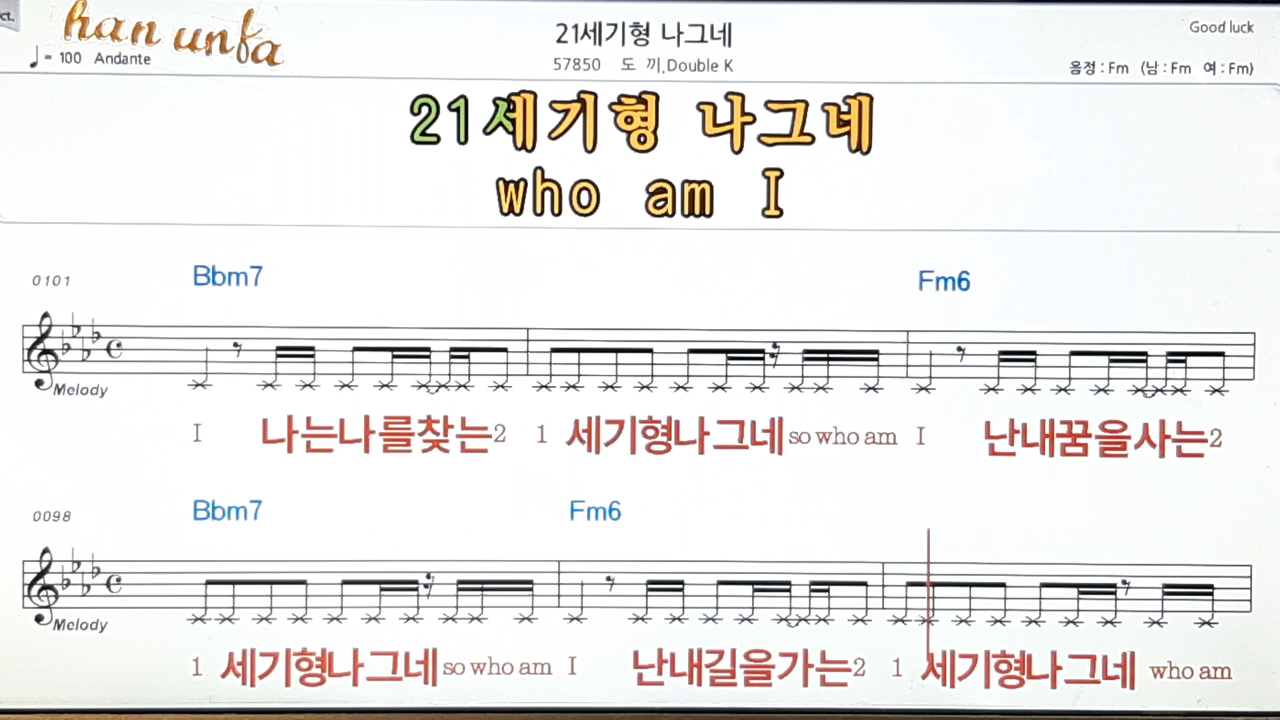 ct.
han unfa
21세기형 나그네
Good luck
♩= 100 Andante
57850 도 끼,Double K
음정 : Fm (남 : Fm 여 : Fm)
21세기형 나그네
who am I
0101
Bbm7 Fm6
Melody
I 나는나를찾는2 1 세기형나그네 so who am I 난내꿈을사는2
0098
Bbm7 Fm6
Melody
1 세기형나그네 so who am I 난내길을가는2 1 세기형나그네 who am